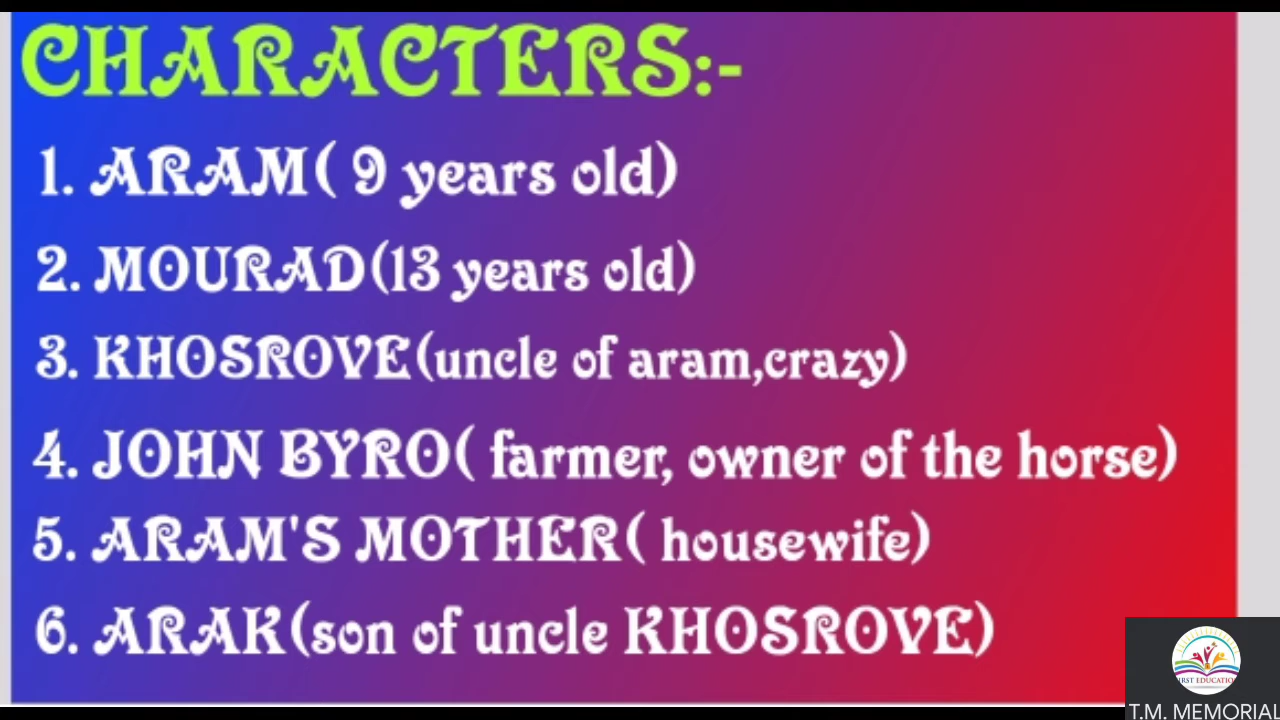 CHARACTERS:-
1. ARAM( 9 years old)
2. MOURAD(13 years old)
3. KHOSROVE(uncle of aram,crazy)
4. JOHN BYRO( farmer, owner of the horse)
5. ARAM'S MOTHER( housewife)
6. ARAK(son of uncle KHOSROVE)
T.M. MEMORIAL